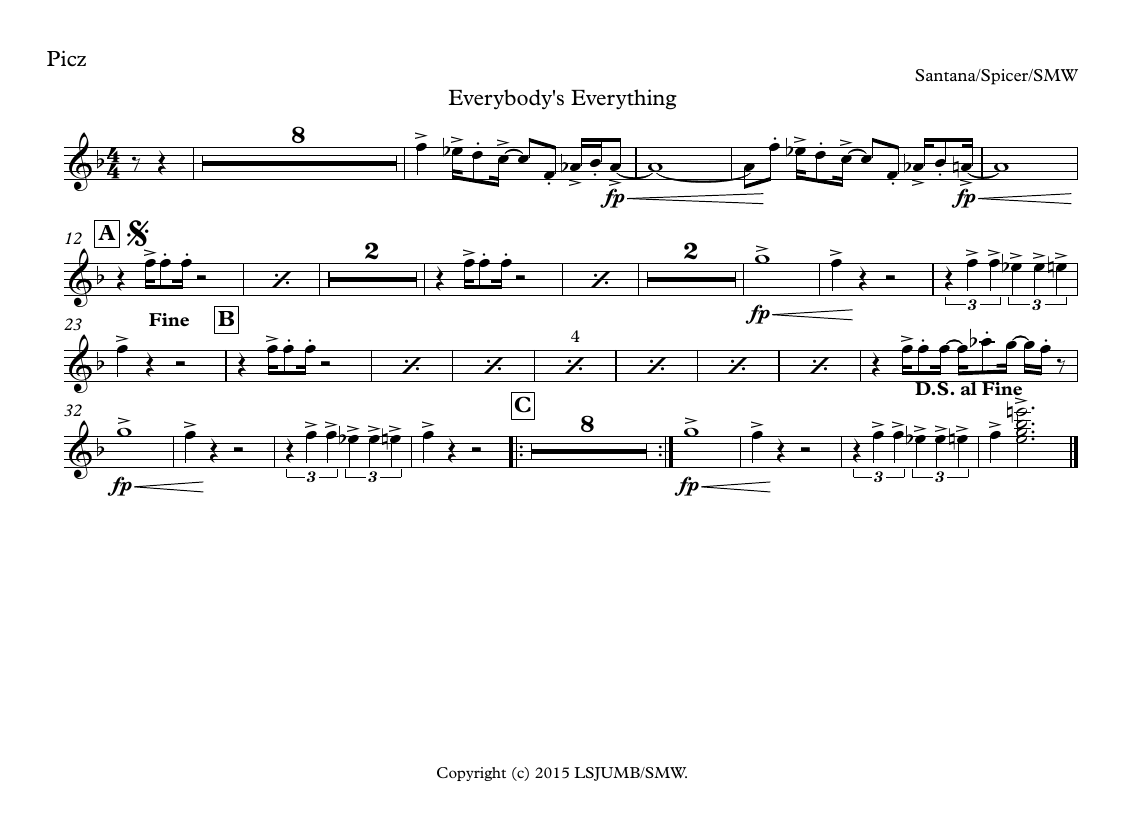 Picz
Santana/Spicer/SMW
Everybody's Everything
8
fp fp
12 A 2 2
fp 3 3
23 Fine B 4
D.S. al Fine
32 C 8
fp 3 3 fp 3 3
Copyright (c) 2015 LSJUMB/SMW.